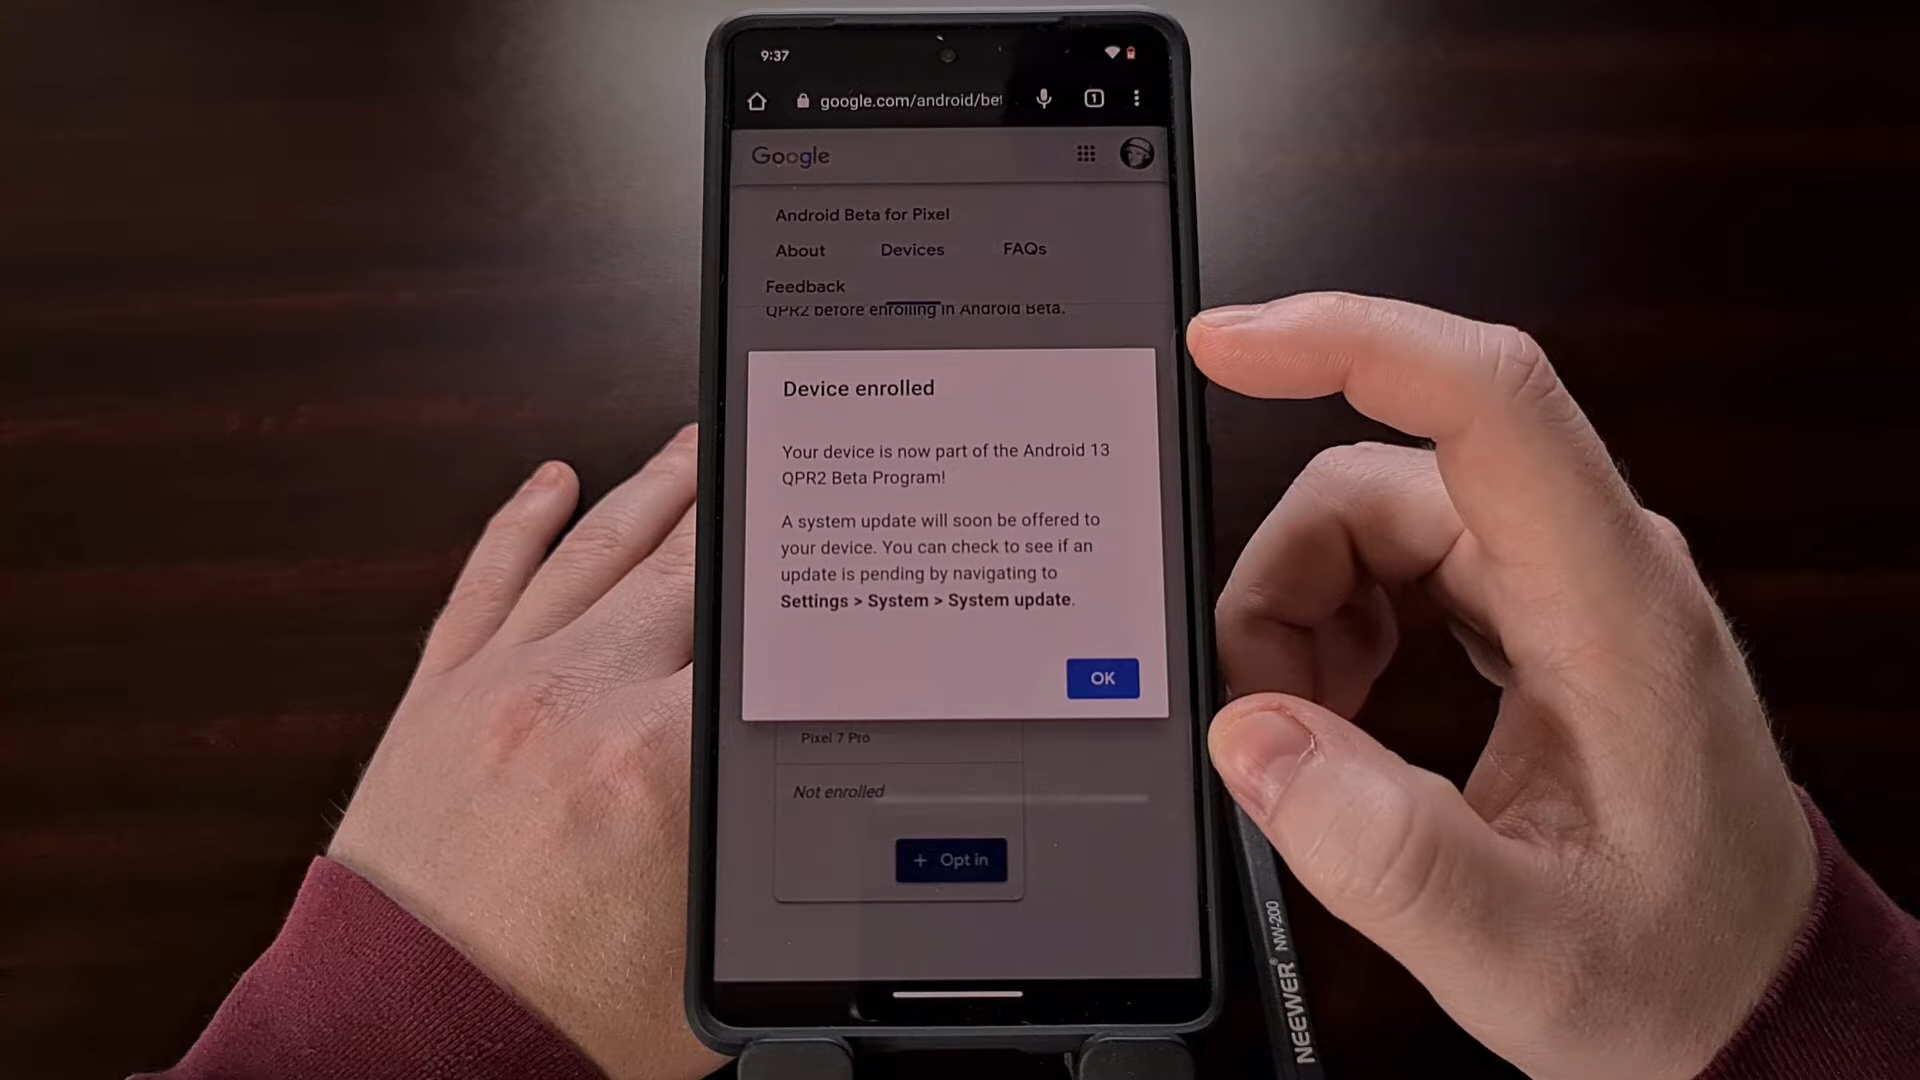 9:37
google.com/android/bet
1
Google
Android Beta for Pixel
About Devices FAQs
Feedback
QPR2 before enrolling in Android Beta.
Device enrolled
Your device is now part of the Android 13
QPR2 Beta Program!
A system update will soon be offered to
your device. You can check to see if an
update is pending by navigating to
Settings > System > System update.
OK
Pixel 7 Pro
Not enrolled
+ Opt in
NEEWER® NW-200